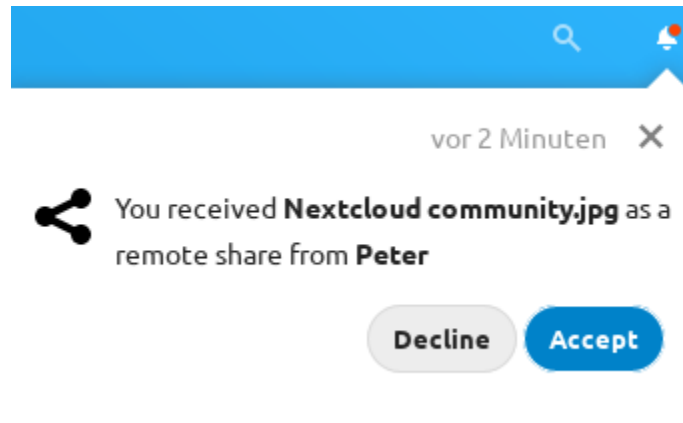 vor 2 Minuten
You received Nextcloud community.jpg as a
remote share from Peter
Decline Accept